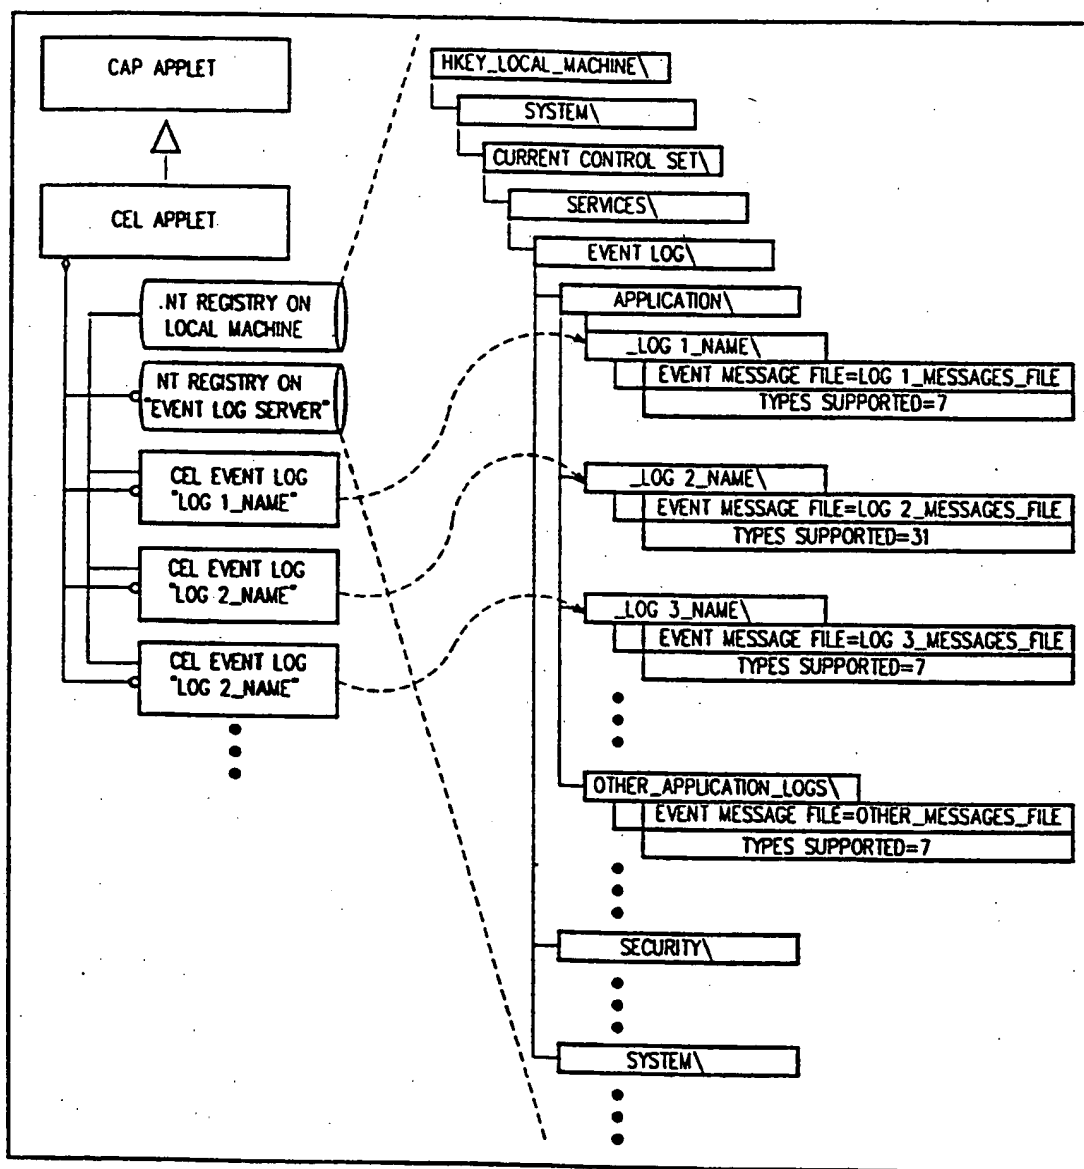 CAP APPLET
CEL APPLET
.NT REGISTRY ON
LOCAL MACHINE
NT REGISTRY ON
"EVENT LOG SERVER"
CEL EVENT LOG
"LOG 1_NAME"
CEL EVENT LOG
"LOG 2_NAME"
CEL EVENT LOG
"LOG 2_NAME"
HKEY_LOCAL_MACHINE\
SYSTEM\
CURRENT CONTROL SET\
SERVICES\
EVENT LOG\
APPLICATION\
_LOG 1_NAME\
EVENT MESSAGE FILE=LOG 1_MESSAGES_FILE
TYPES SUPPORTED=7
_LOG 2_NAME\
EVENT MESSAGE FILE=LOG 2_MESSAGES_FILE
TYPES SUPPORTED=31
_LOG 3_NAME\
EVENT MESSAGE FILE=LOG 3_MESSAGES_FILE
TYPES SUPPORTED=7
OTHER_APPLICATION_LOGS\
EVENT MESSAGE FILE=OTHER_MESSAGES_FILE
TYPES SUPPORTED=7
SECURITY\
SYSTEM\